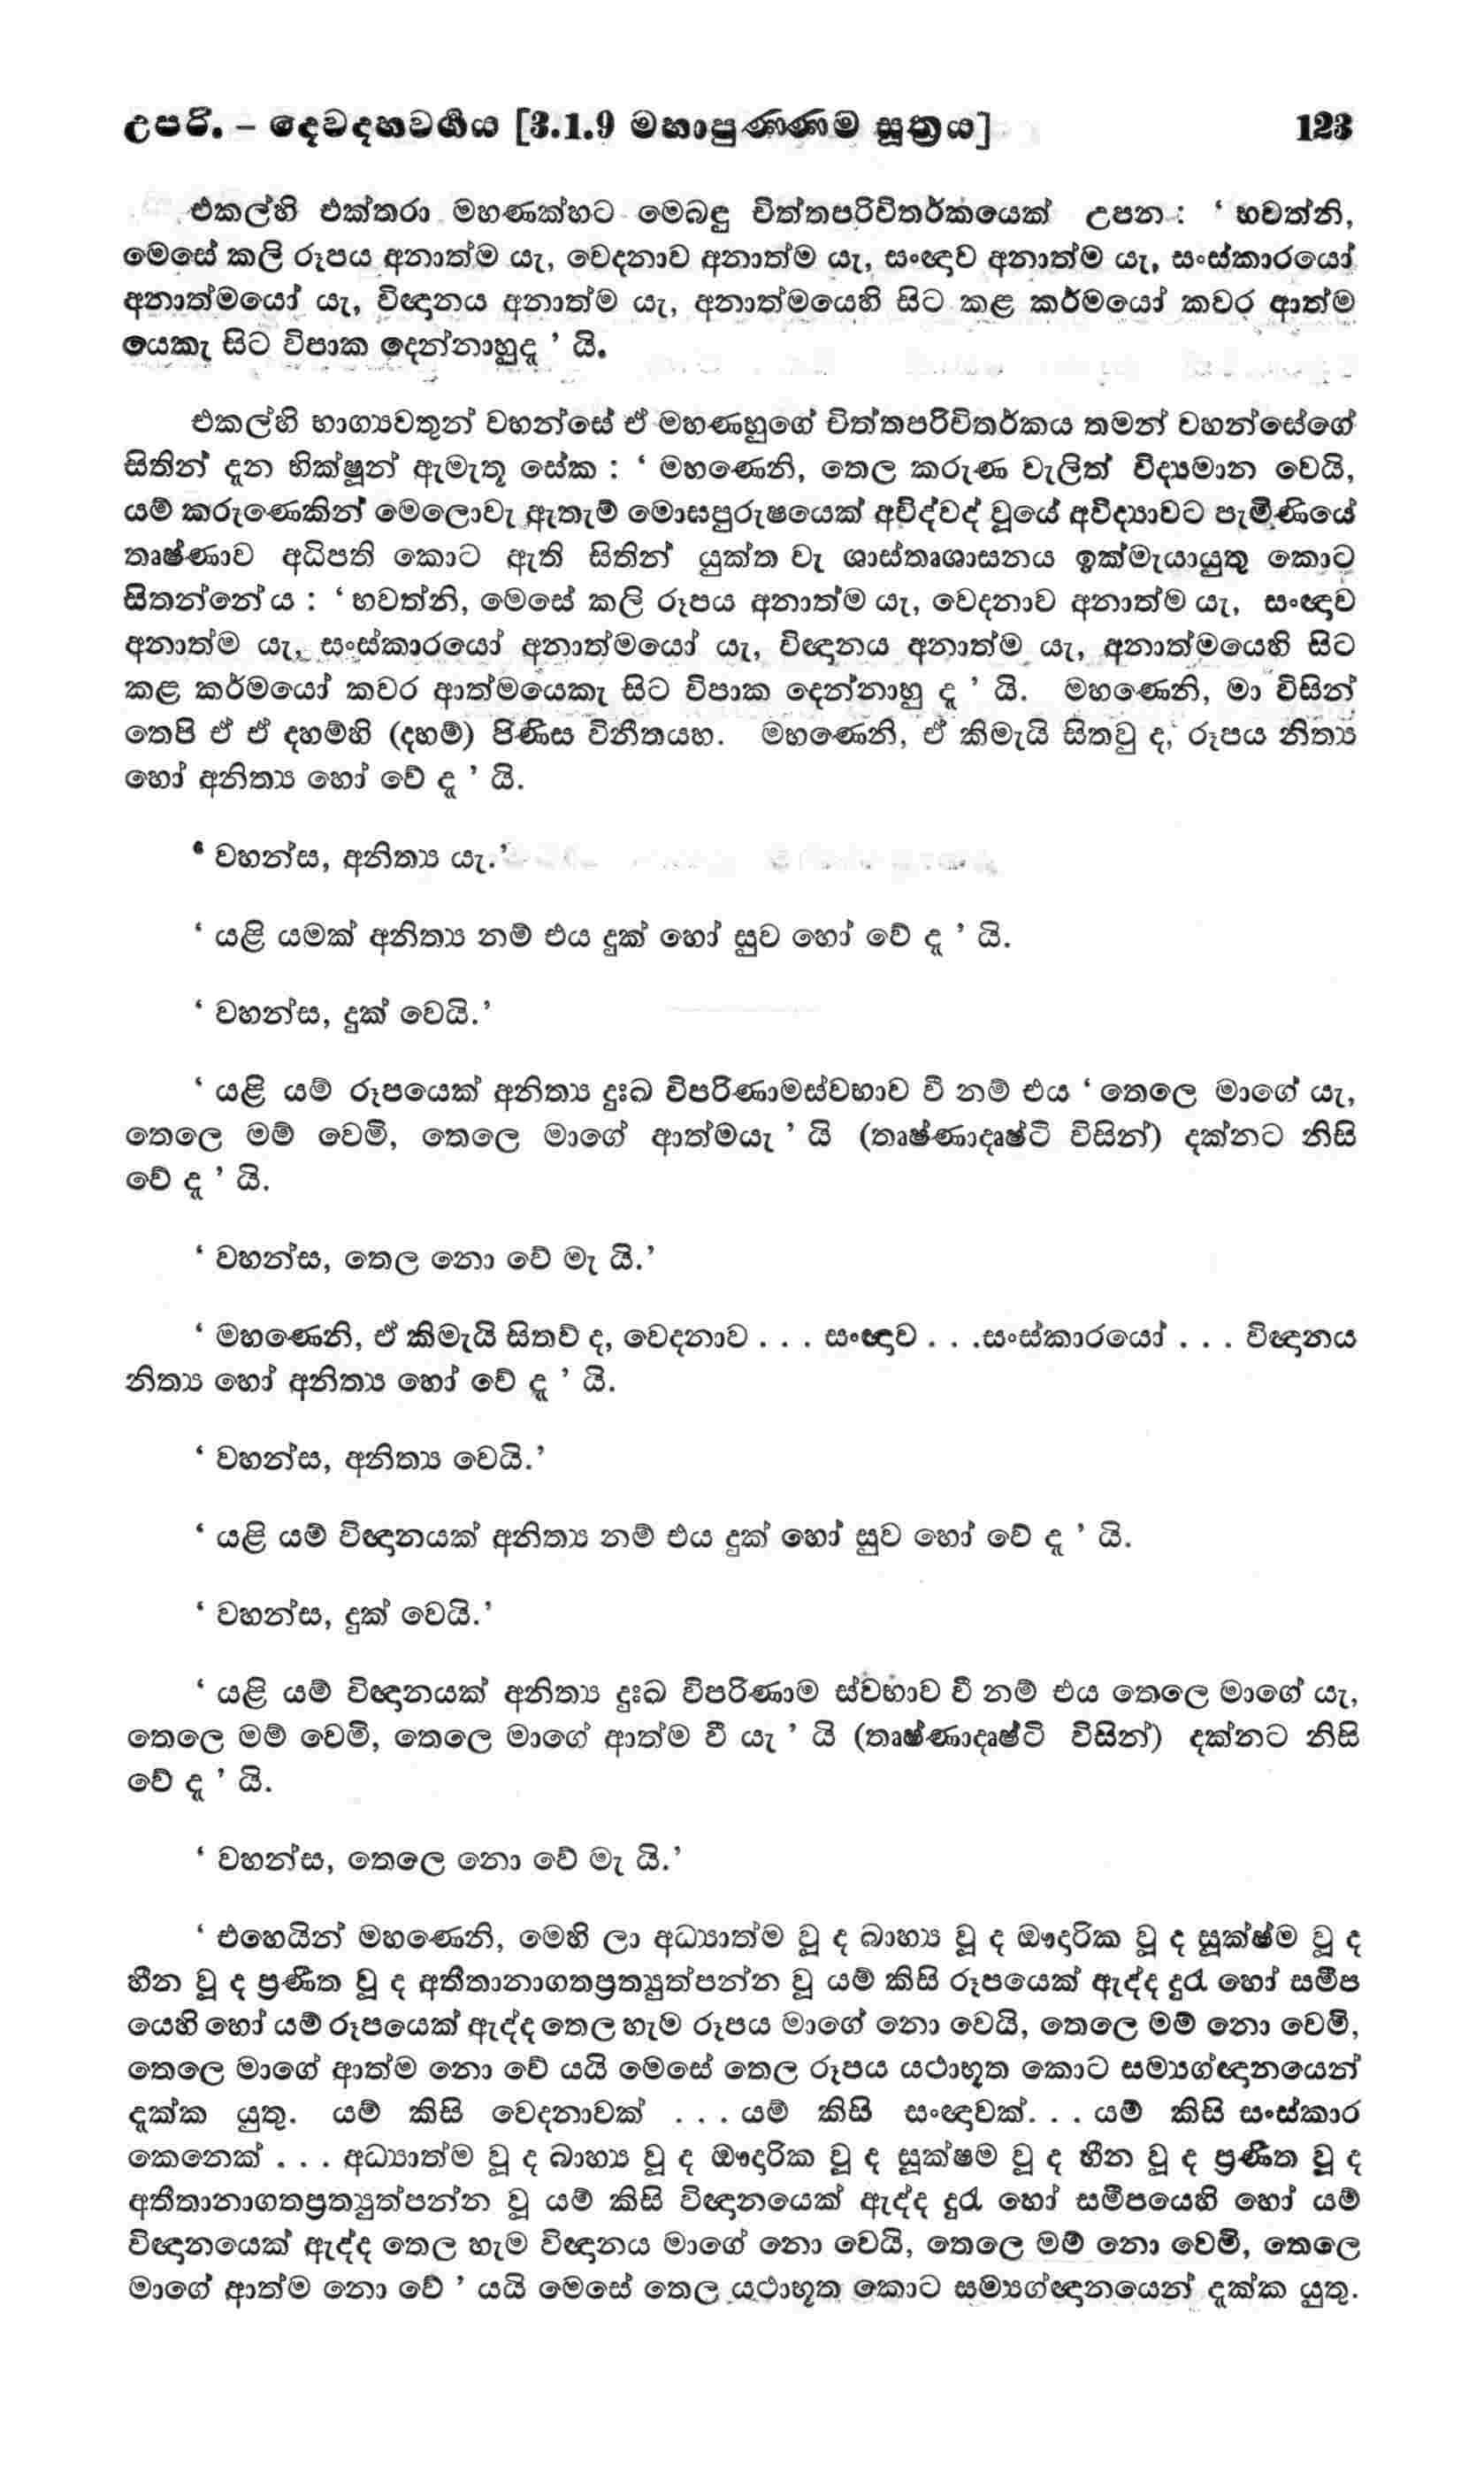 උපරි. – දෙවදහවර්ගය [3.1.9 මහාපුණ්ණම සූත්‍රය] 123
එකල්හි එක්තරා මහණක්හට මෙබඳු චිත්තපරිවිතර්කයෙක් උපන : ‘ භවත්නි,
මෙසේ කලි රූපය අනාත්ම යැ, වේදනාව අනාත්ම යැ, සංඥාව අනාත්ම යැ, සංස්කාරයෝ
අනාත්මයෝ යැ, විඥානය අනාත්ම යැ, අනාත්මයෙහි සිට කළ කර්මයෝ කවර ආත්ම
යෙකැ සිට විපාක දෙන්නාහුදැ ’ යි.
එකල්හි භාග්‍යවතුන් වහන්සේ ඒ මහණහුගේ චිත්තපරිවිතර්කය තමන් වහන්සේගේ
සිතින් දැන භික්ෂූන් ඇමැතූ සේක : ‘ මහණෙනි, තෙල කරුණ වැලිත් විද්‍යමාන වෙයි,
යම් කරුණෙකින් මෙලොවැ ඇතැම් මොඝපුරුෂයෙක් අවිද්වද් වූයේ අවිද්‍යාවට පැමිණියේ
තෘෂ්ණාව අධිපති කොට ඇති සිතින් යුක්ත වැ ශාස්තෘශාසනය ඉක්මැයායුතු කොට
සිතන්නේ ය : ‘ භවත්නි, මෙසේ කලි රූපය අනාත්ම යැ, වේදනාව අනාත්ම යැ, සංඥාව
අනාත්ම යැ, සංස්කාරයෝ අනාත්මයෝ යැ, විඥානය අනාත්ම යැ, අනාත්මයෙහි සිට
කළ කර්මයෝ කවර ආත්මයෙකැ සිට විපාක දෙන්නාහු දැ ’ යි. මහණෙනි, මා විසින්
තෙපි ඒ ඒ දහම්හි (දහම්) පිණිස විනීතයහ. මහණෙනි, ඒ කිමැයි සිතවු ද, රූපය නිත්‍ය
හෝ අනිත්‍ය හෝ වේ දැ ’ යි.
‘ වහන්ස, අනිත්‍ය යැ.’
‘ යළි යමක් අනිත්‍ය නම් එය දුක් හෝ සුව හෝ වේ දැ ’ යි.
‘ වහන්ස, දුක් වෙයි.’
‘ යළි යම් රූපයෙක් අනිත්‍ය දුඃඛ විපරිණාමස්වභාව වී නම් එය ‘ තෙලෙ මාගේ යැ,
තෙලෙ මම් වෙමි, තෙලෙ මාගේ ආත්මයැ ’ යි (තෘෂ්ණාදෘෂ්ටි විසින්) දක්නට නිසි
වේ දැ ’ යි.
‘ වහන්ස, තෙල නො වේ මැ යි.’
‘ මහණෙනි, ඒ කිමැයි සිතව් ද, වේදනාව . . . සංඥාව . . .සංස්කාරයෝ . . . විඥානය
නිත්‍ය හෝ අනිත්‍ය හෝ වේ දැ ’ යි.
‘ වහන්ස, අනිත්‍ය වෙයි.’
‘ යළි යම් විඥානයක් අනිත්‍ය නම් එය දුක් හෝ සුව හෝ වේ දැ ’ යි.
‘ වහන්ස, දුක් වෙයි.’
‘ යළි යම් විඥානයක් අනිත්‍ය දුඃඛ විපරිණාම ස්වභාව වී නම් එය තෙලෙ මාගේ යැ,
තෙලෙ මම් වෙමි, තෙලෙ මාගේ ආත්ම වී යැ ’ යි (තෘෂ්ණාදෘෂ්ටි විසින්) දක්නට නිසි
වේ දැ ’ යි.
‘ වහන්ස, තෙලෙ නො වේ මැ යි.’
‘ එහෙයින් මහණෙනි, මෙහි ලා අධ්‍යාත්ම වූ ද බාහ්‍ය වූ ද ඖදාරික වූ ද සූක්ෂ්ම වූ ද
හීන වූ ද ප්‍රණීත වූ ද අතීතානාගතප්‍රත්‍යුත්පන්න වූ යම් කිසි රූපයෙක් ඇද්ද දුරැ හෝ සමීප
යෙහි හෝ යම් රූපයෙක් ඇද්ද තෙල හැම රූපය මාගේ නො වෙයි, තෙලෙ මම් නො වෙමි,
තෙලෙ මාගේ ආත්ම නො වේ යයි මෙසේ තෙල රූපය යථාභූත කොට සම්‍යග්ඥානයෙන්
දැක්ක යුතු. යම් කිසි වේදනාවක් . . . යම් කිසි සංඥාවක්. . . යම් කිසි සංස්කාර
කෙනෙක් . . . අධ්‍යාත්ම වූ ද බාහ්‍ය වූ ද ඖදාරික වූ ද සූක්ෂම වූ ද හීන වූ ද ප්‍රණීත වූ ද
අතීතානාගතප්‍රත්‍යුත්පන්න වූ යම් කිසි විඥානයෙක් ඇද්ද දුරැ හෝ සමීපයෙහි හෝ යම්
විඥානයෙක් ඇද්ද තෙල හැම විඥානය මාගේ නො වෙයි, තෙලෙ මම් නො වෙමි, තෙලෙ
මාගේ ආත්ම නො වේ ’ යයි මෙසේ තෙල යථාභූත කොට සම්‍යග්ඥානයෙන් දැක්ක යුතු.